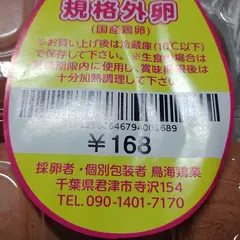 規格外卵
(国産鶏卵)
※お買い上げ後は冷蔵庫(10℃以下)
で保存して下さい。※生食の場合は
期限内に使用し、賞味期限後は
十分加熱調理して下さい。
¥168
採卵者・個別包装者 鳥海鶏業
千葉県君津市寺沢154
TEL.090-1401-7170